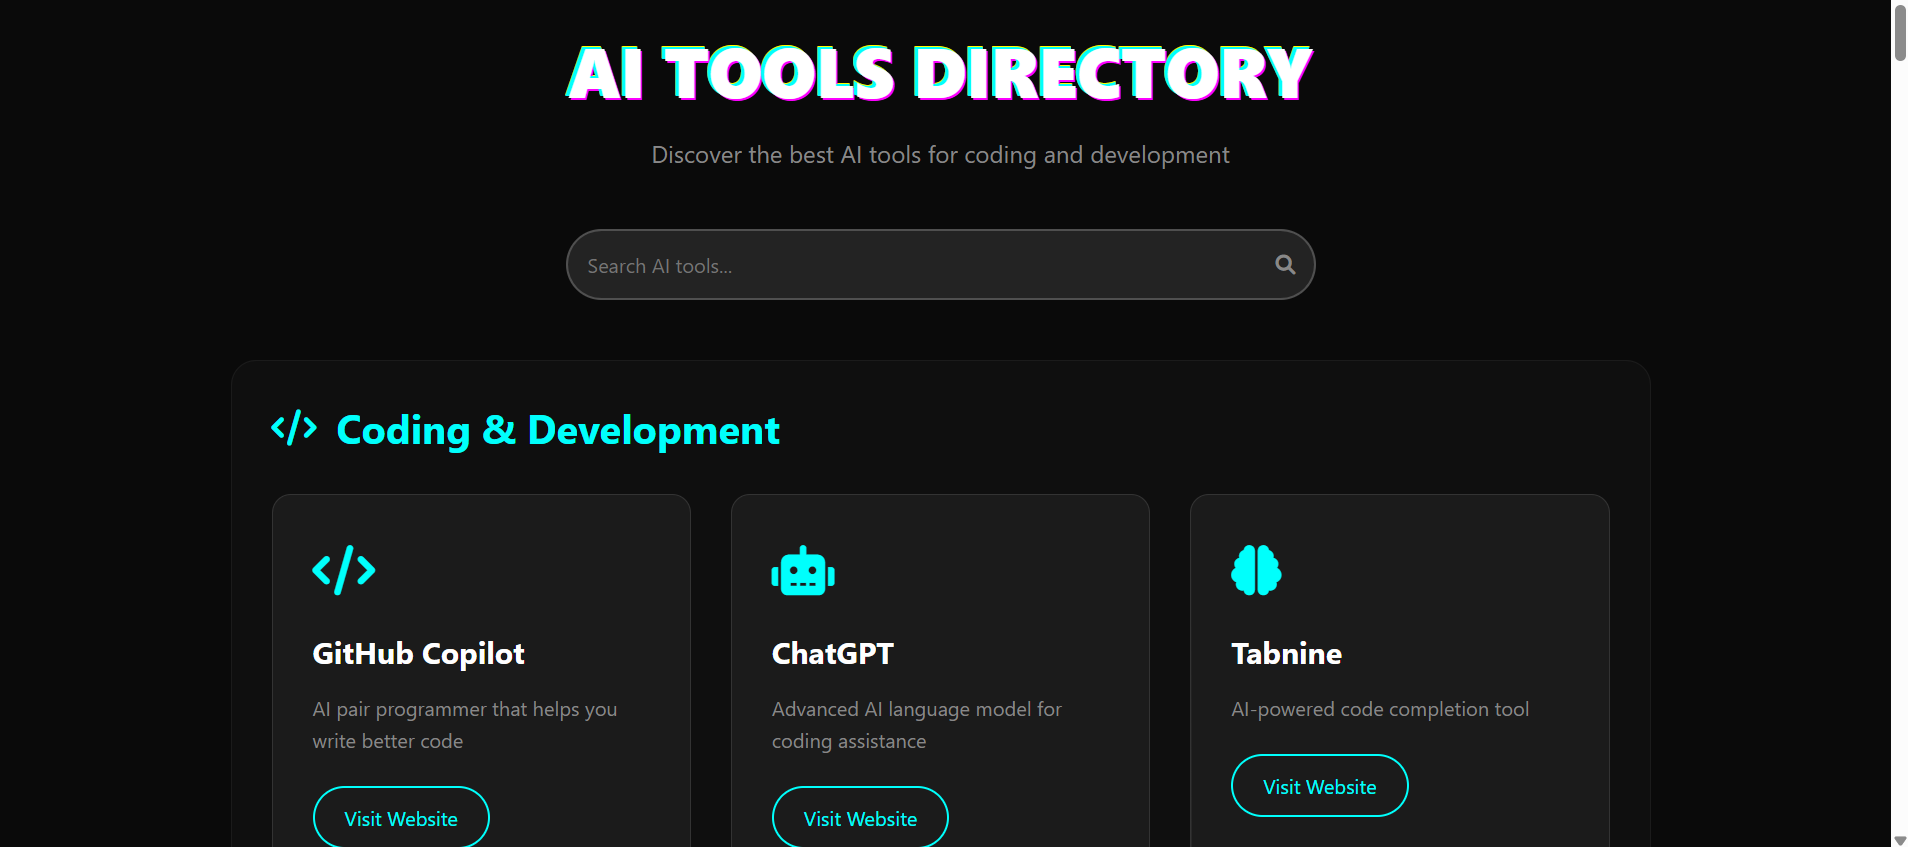 AI TOOLS DIRECTORY
Discover the best AI tools for coding and development
Search AI tools...
Coding & Development
GitHub Copilot
AI pair programmer that helps you
write better code
Visit Website
ChatGPT
Advanced AI language model for
coding assistance
Visit Website
Tabnine
AI-powered code completion tool
Visit Website